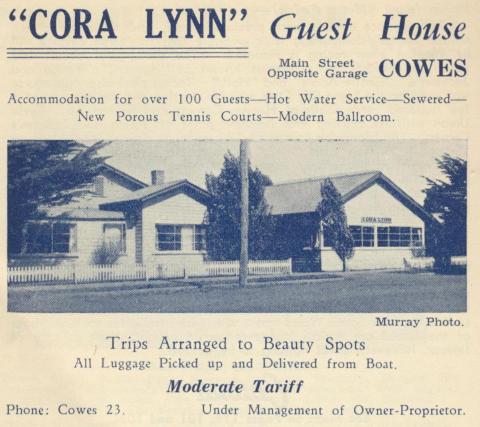 "CORA LYNN" Guest House
Main Street
Opposite Garage COWES
Accommodation for over 100 Guests—Hot Water Service—Sewered—
New Porous Tennis Courts—Modern Ballroom.
CORA LYNN
Murray Photo.
Trips Arranged to Beauty Spots
All Luggage Picked up and Delivered from Boat.
Moderate Tariff
Phone: Cowes 23. Under Management of Owner-Proprietor.